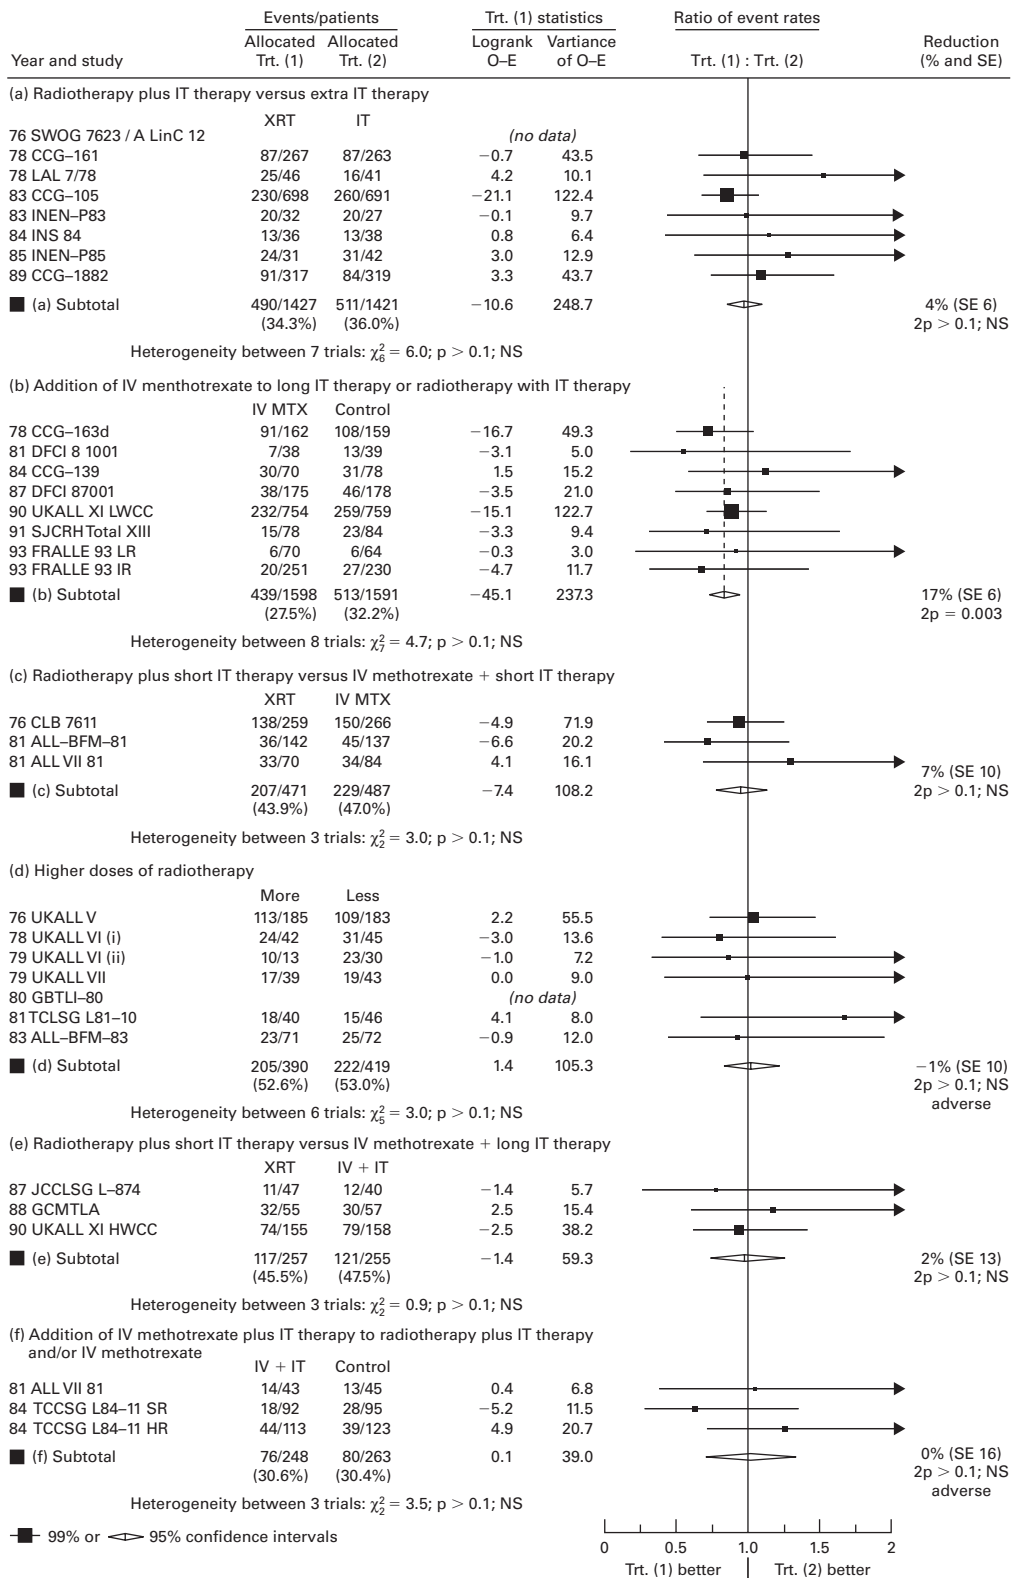 Events/patients Trt. (1) statistics Ratio of event rates
Allocated Allocated Logrank Vartiance Reduction
Year and study Trt. (1) Trt. (2) O–E of O–E Trt. (1) : Trt. (2) (% and SE)
(a) Radiotherapy plus IT therapy versus extra IT therapy
XRT IT
76 SWOG 7623 / A LinC 12 (no data)
78 CCG–161 87/267 87/263 −0.7 43.5
78 LAL 7/78 25/46 16/41 4.2 10.1
83 CCG–105 230/698 260/691 −21.1 122.4
83 INEN–P83 20/32 20/27 −0.1 9.7
84 INS 84 13/36 13/38 0.8 6.4
85 INEN–P85 24/31 31/42 3.0 12.9
89 CCG–1882 91/317 84/319 3.3 43.7
(a) Subtotal 490/1427 511/1421 −10.6 248.7 4% (SE 6)
(34.3%) (36.0%) 2p > 0.1; NS
Heterogeneity between 7 trials: χ²₆ = 6.0; p > 0.1; NS
(b) Addition of IV menthotrexate to long IT therapy or radiotherapy with IT therapy
IV MTX Control
78 CCG–163d 91/162 108/159 −16.7 49.3
81 DFCI 8 1001 7/38 13/39 −3.1 5.0
84 CCG–139 30/70 31/78 1.5 15.2
87 DFCI 87001 38/175 46/178 −3.5 21.0
90 UKALL XI LWCC 232/754 259/759 −15.1 122.7
91 SJCRH Total XIII 15/78 23/84 −3.3 9.4
93 FRALLE 93 LR 6/70 6/64 −0.3 3.0
93 FRALLE 93 IR 20/251 27/230 −4.7 11.7
(b) Subtotal 439/1598 513/1591 −45.1 237.3 17% (SE 6)
(27.5%) (32.2%) 2p = 0.003
Heterogeneity between 8 trials: χ²₇ = 4.7; p > 0.1; NS
(c) Radiotherapy plus short IT therapy versus IV methotrexate + short IT therapy
XRT IV MTX
76 CLB 7611 138/259 150/266 −4.9 71.9
81 ALL–BFM–81 36/142 45/137 −6.6 20.2
81 ALL VII 81 33/70 34/84 4.1 16.1 7% (SE 10)
(c) Subtotal 207/471 229/487 −7.4 108.2 2p > 0.1; NS
(43.9%) (47.0%)
Heterogeneity between 3 trials: χ²₂ = 3.0; p > 0.1; NS
(d) Higher doses of radiotherapy
More Less
76 UKALL V 113/185 109/183 2.2 55.5
78 UKALL VI (i) 24/42 31/45 −3.0 13.6
79 UKALL VI (ii) 10/13 23/30 −1.0 7.2
79 UKALL VII 17/39 19/43 0.0 9.0
80 GBTLI–80 (no data)
81 TCLSG L81–10 18/40 15/46 4.1 8.0
83 ALL–BFM–83 23/71 25/72 −0.9 12.0
(d) Subtotal 205/390 222/419 1.4 105.3 −1% (SE 10)
(52.6%) (53.0%) 2p > 0.1; NS
adverse
Heterogeneity between 6 trials: χ²₅ = 3.0; p > 0.1; NS
(e) Radiotherapy plus short IT therapy versus IV methotrexate + long IT therapy
XRT IV + IT
87 JCCLSG L–874 11/47 12/40 −1.4 5.7
88 GCMTLA 32/55 30/57 2.5 15.4
90 UKALL XI HWCC 74/155 79/158 −2.5 38.2
(e) Subtotal 117/257 121/255 −1.4 59.3 2% (SE 13)
(45.5%) (47.5%) 2p > 0.1; NS
Heterogeneity between 3 trials: χ²₂ = 0.9; p > 0.1; NS
(f) Addition of IV methotrexate plus IT therapy to radiotherapy plus IT therapy
and/or IV methotrexate
IV + IT Control
81 ALL VII 81 14/43 13/45 0.4 6.8
84 TCCSG L84–11 SR 18/92 28/95 −5.2 11.5
84 TCCSG L84–11 HR 44/113 39/123 4.9 20.7
(f) Subtotal 76/248 80/263 0.1 39.0 0% (SE 16)
(30.6%) (30.4%) 2p > 0.1; NS
adverse
Heterogeneity between 3 trials: χ²₂ = 3.5; p > 0.1; NS
99% or 95% confidence intervals
0 0.5 1.0 1.5 2
Trt. (1) better Trt. (2) better